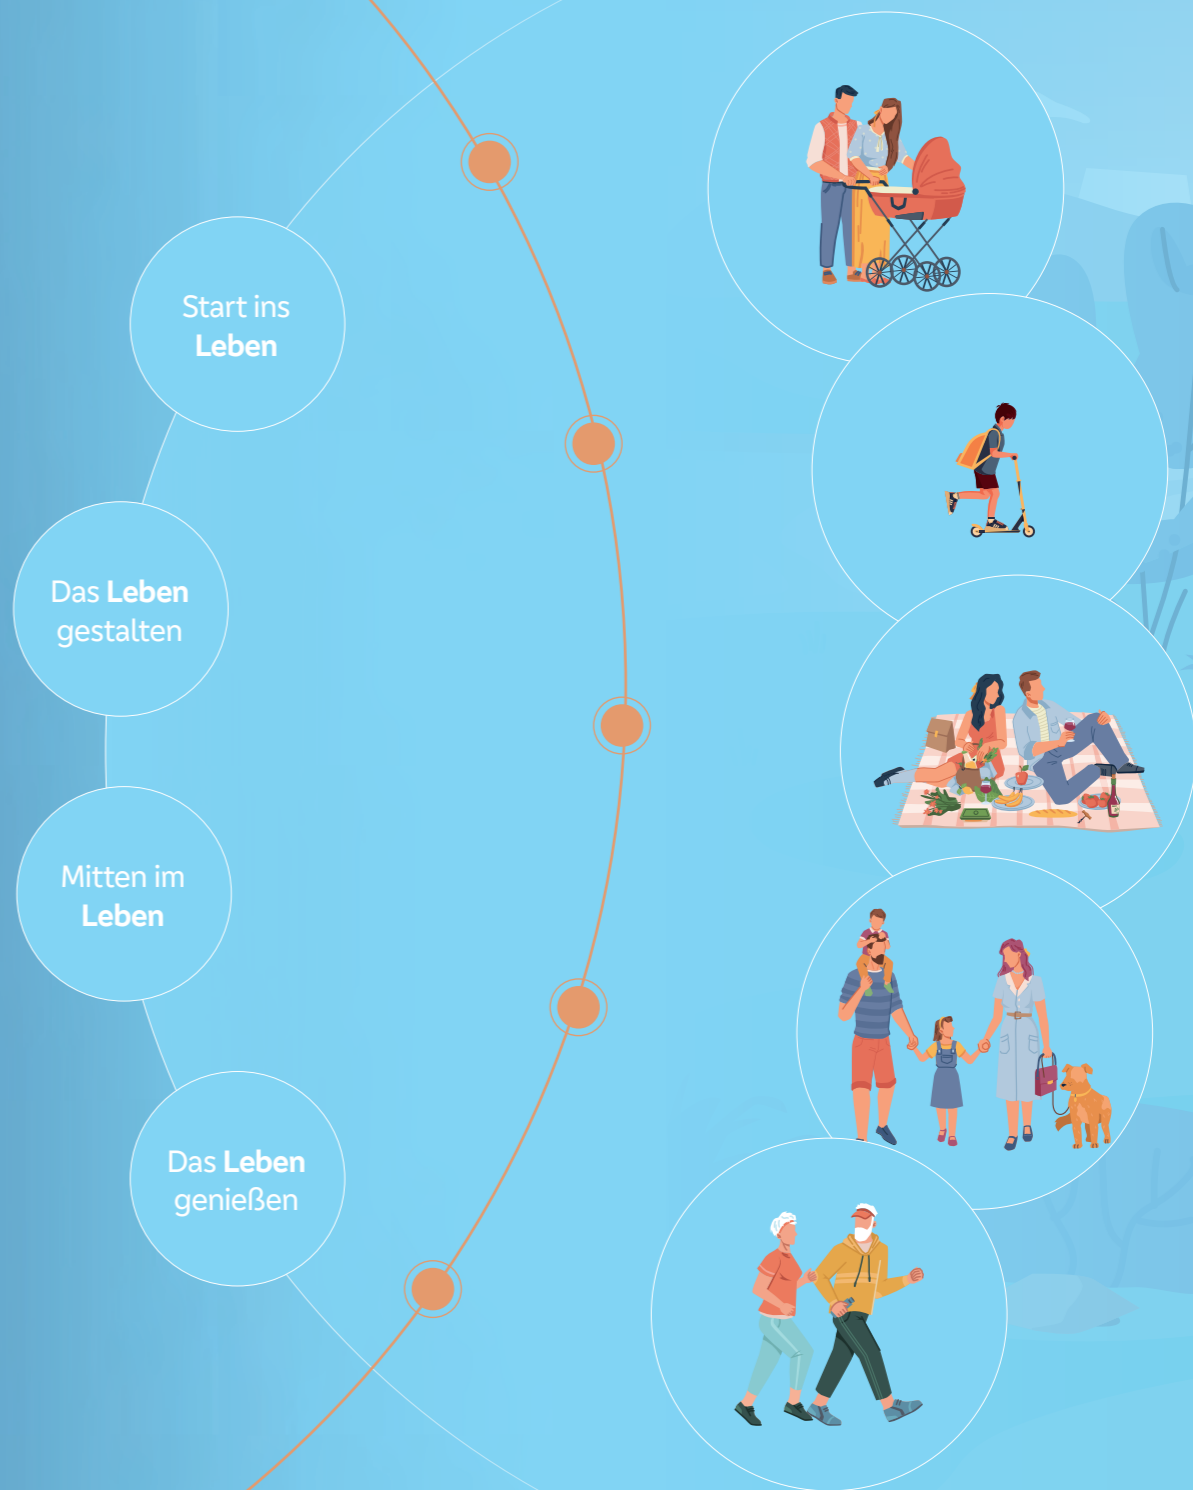 Start ins
Leben
Das Leben
gestalten
Mitten im
Leben
Das Leben
genießen